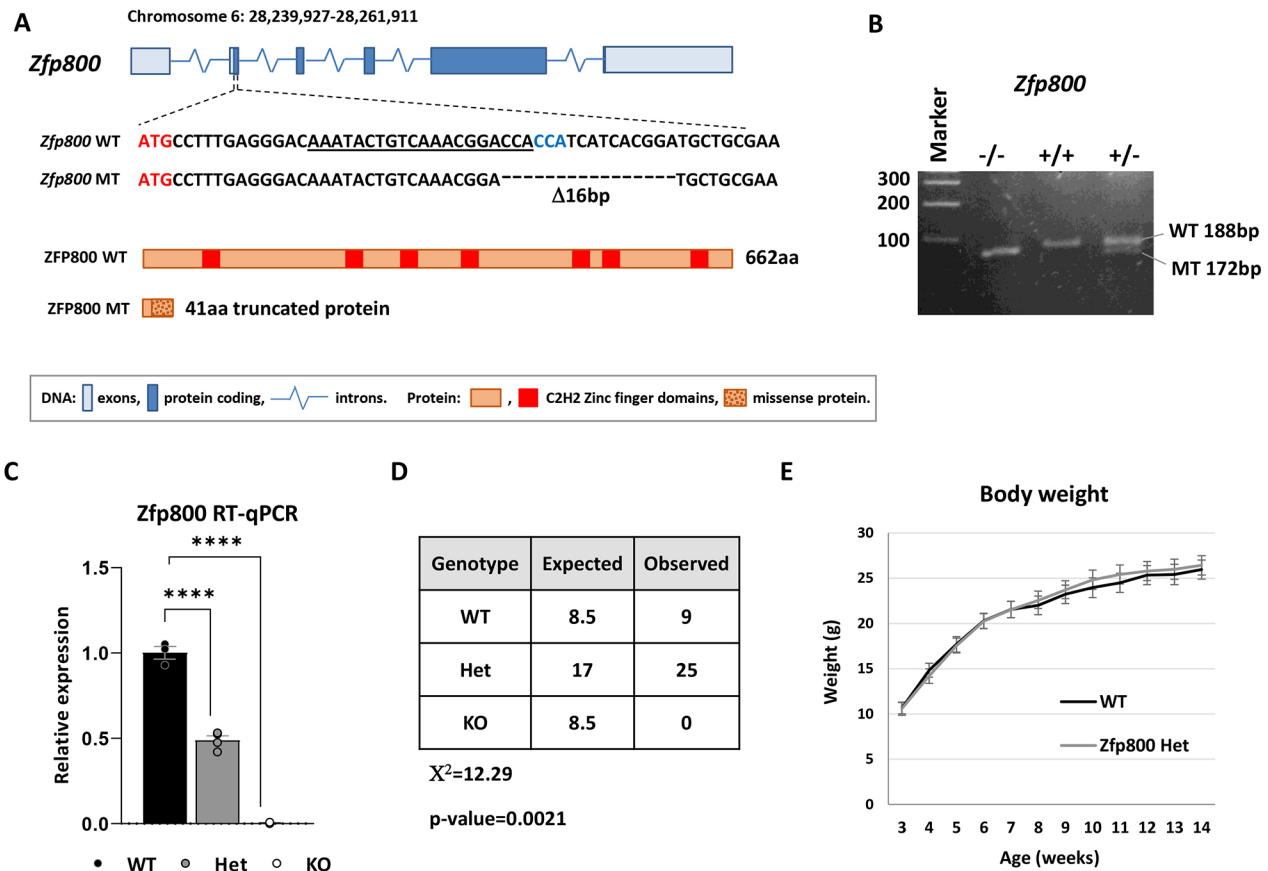 A
Chromosome 6: 28,239,927-28,261,911
Zfp800
Zfp800 WT ATGCCTTTGAGGGACAAATACTGTCAAACGGACCACCATCATCACGGATGCTGCGAA
Zfp800 MT ATGCCTTTGAGGGACAAATACTGTCAAACGGA----------------TGCTGCGAA
Δ16bp
ZFP800 WT 662aa
ZFP800 MT 41aa truncated protein
DNA: exons, protein coding, introns. Protein: , C2H2 Zinc finger domains, missense protein.
B
Zfp800
Marker -/- +/+ +/-
300
200
100
WT 188bp
MT 172bp
C
Zfp800 RT-qPCR
****
****
Relative expression
1.5
1.0
0.5
0.0
WT Het KO
D
Genotype Expected Observed
WT 8.5 9
Het 17 25
KO 8.5 0
X²=12.29
p-value=0.0021
E
Body weight
Weight (g)
30
25
20
15
10
5
0
WT
Zfp800 Het
3 4 5 6 7 8 9 10 11 12 13 14
Age (weeks)